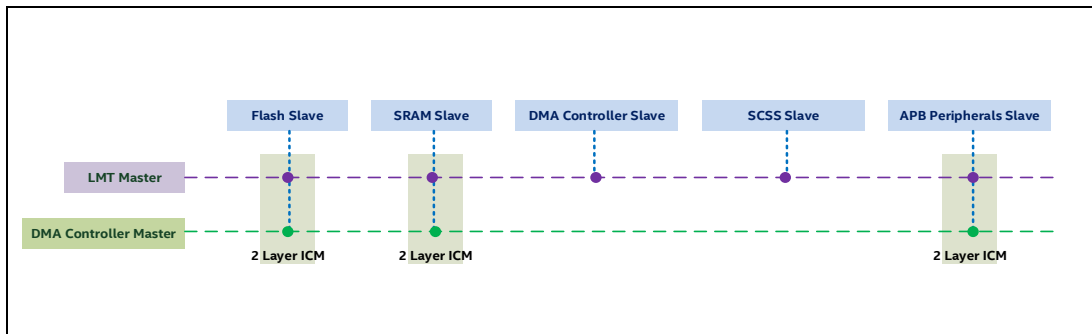 Flash Slave
SRAM Slave
DMA Controller Slave
SCSS Slave
APB Peripherals Slave
LMT Master
DMA Controller Master
2 Layer ICM
2 Layer ICM
2 Layer ICM